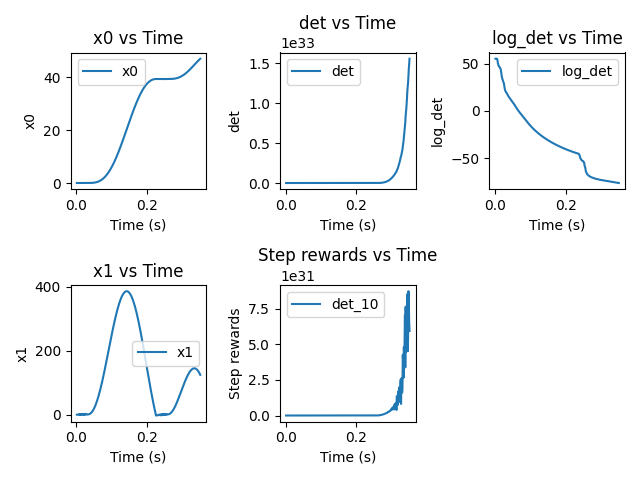 x0 vs Time
x0
40
20
0
x0
0.0
0.2
Time (s)
det vs Time
1e33
det
1.5
1.0
0.5
0.0
det
0.0
0.2
Time (s)
log_det vs Time
log_det
50
0
−50
log_det
0.0
0.2
Time (s)
x1 vs Time
x1
400
200
0
x1
0.0
0.2
Time (s)
Step rewards vs Time
1e31
det_10
7.5
5.0
2.5
0.0
Step rewards
0.0
0.2
Time (s)